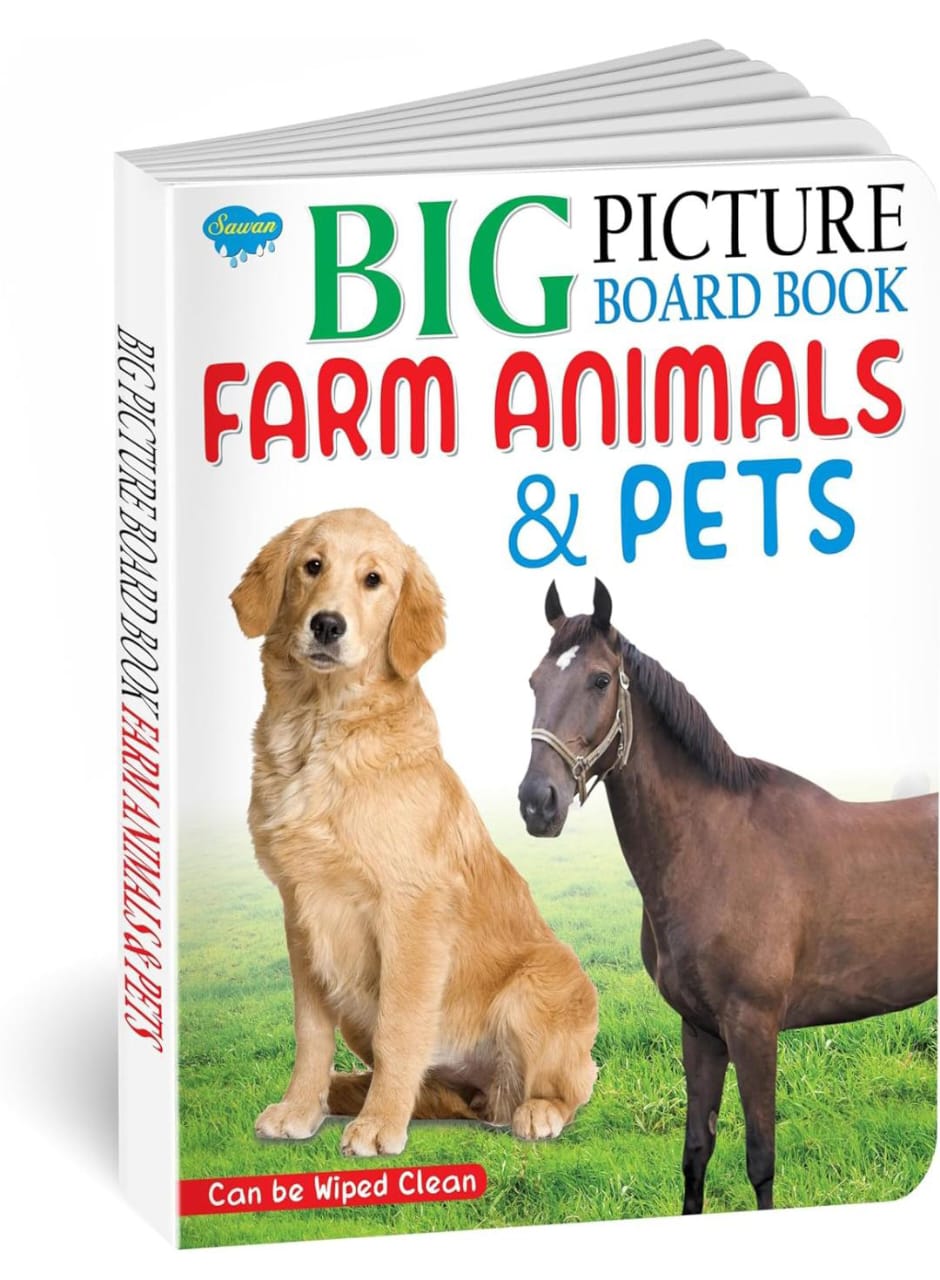 Sawan
BIG PICTURE
BOARD BOOK
FARM ANIMALS
& PETS
Can be Wiped Clean
BIG PICTURE BOARD BOOK FARM ANIMALS & PETS